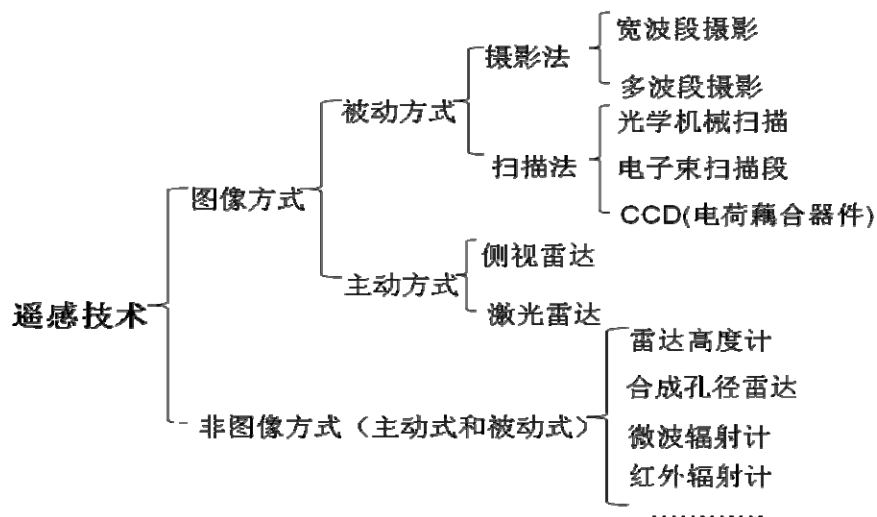 宽波段摄影
摄影法
多波段摄影
被动方式
光学机械扫描
扫描法
电子束扫描段
图像方式
CCD(电荷藕合器件)
侧视雷达
主动方式
激光雷达
遥感技术
雷达高度计
合成孔径雷达
非图像方式（主动式和被动式）
微波辐射计
红外辐射计